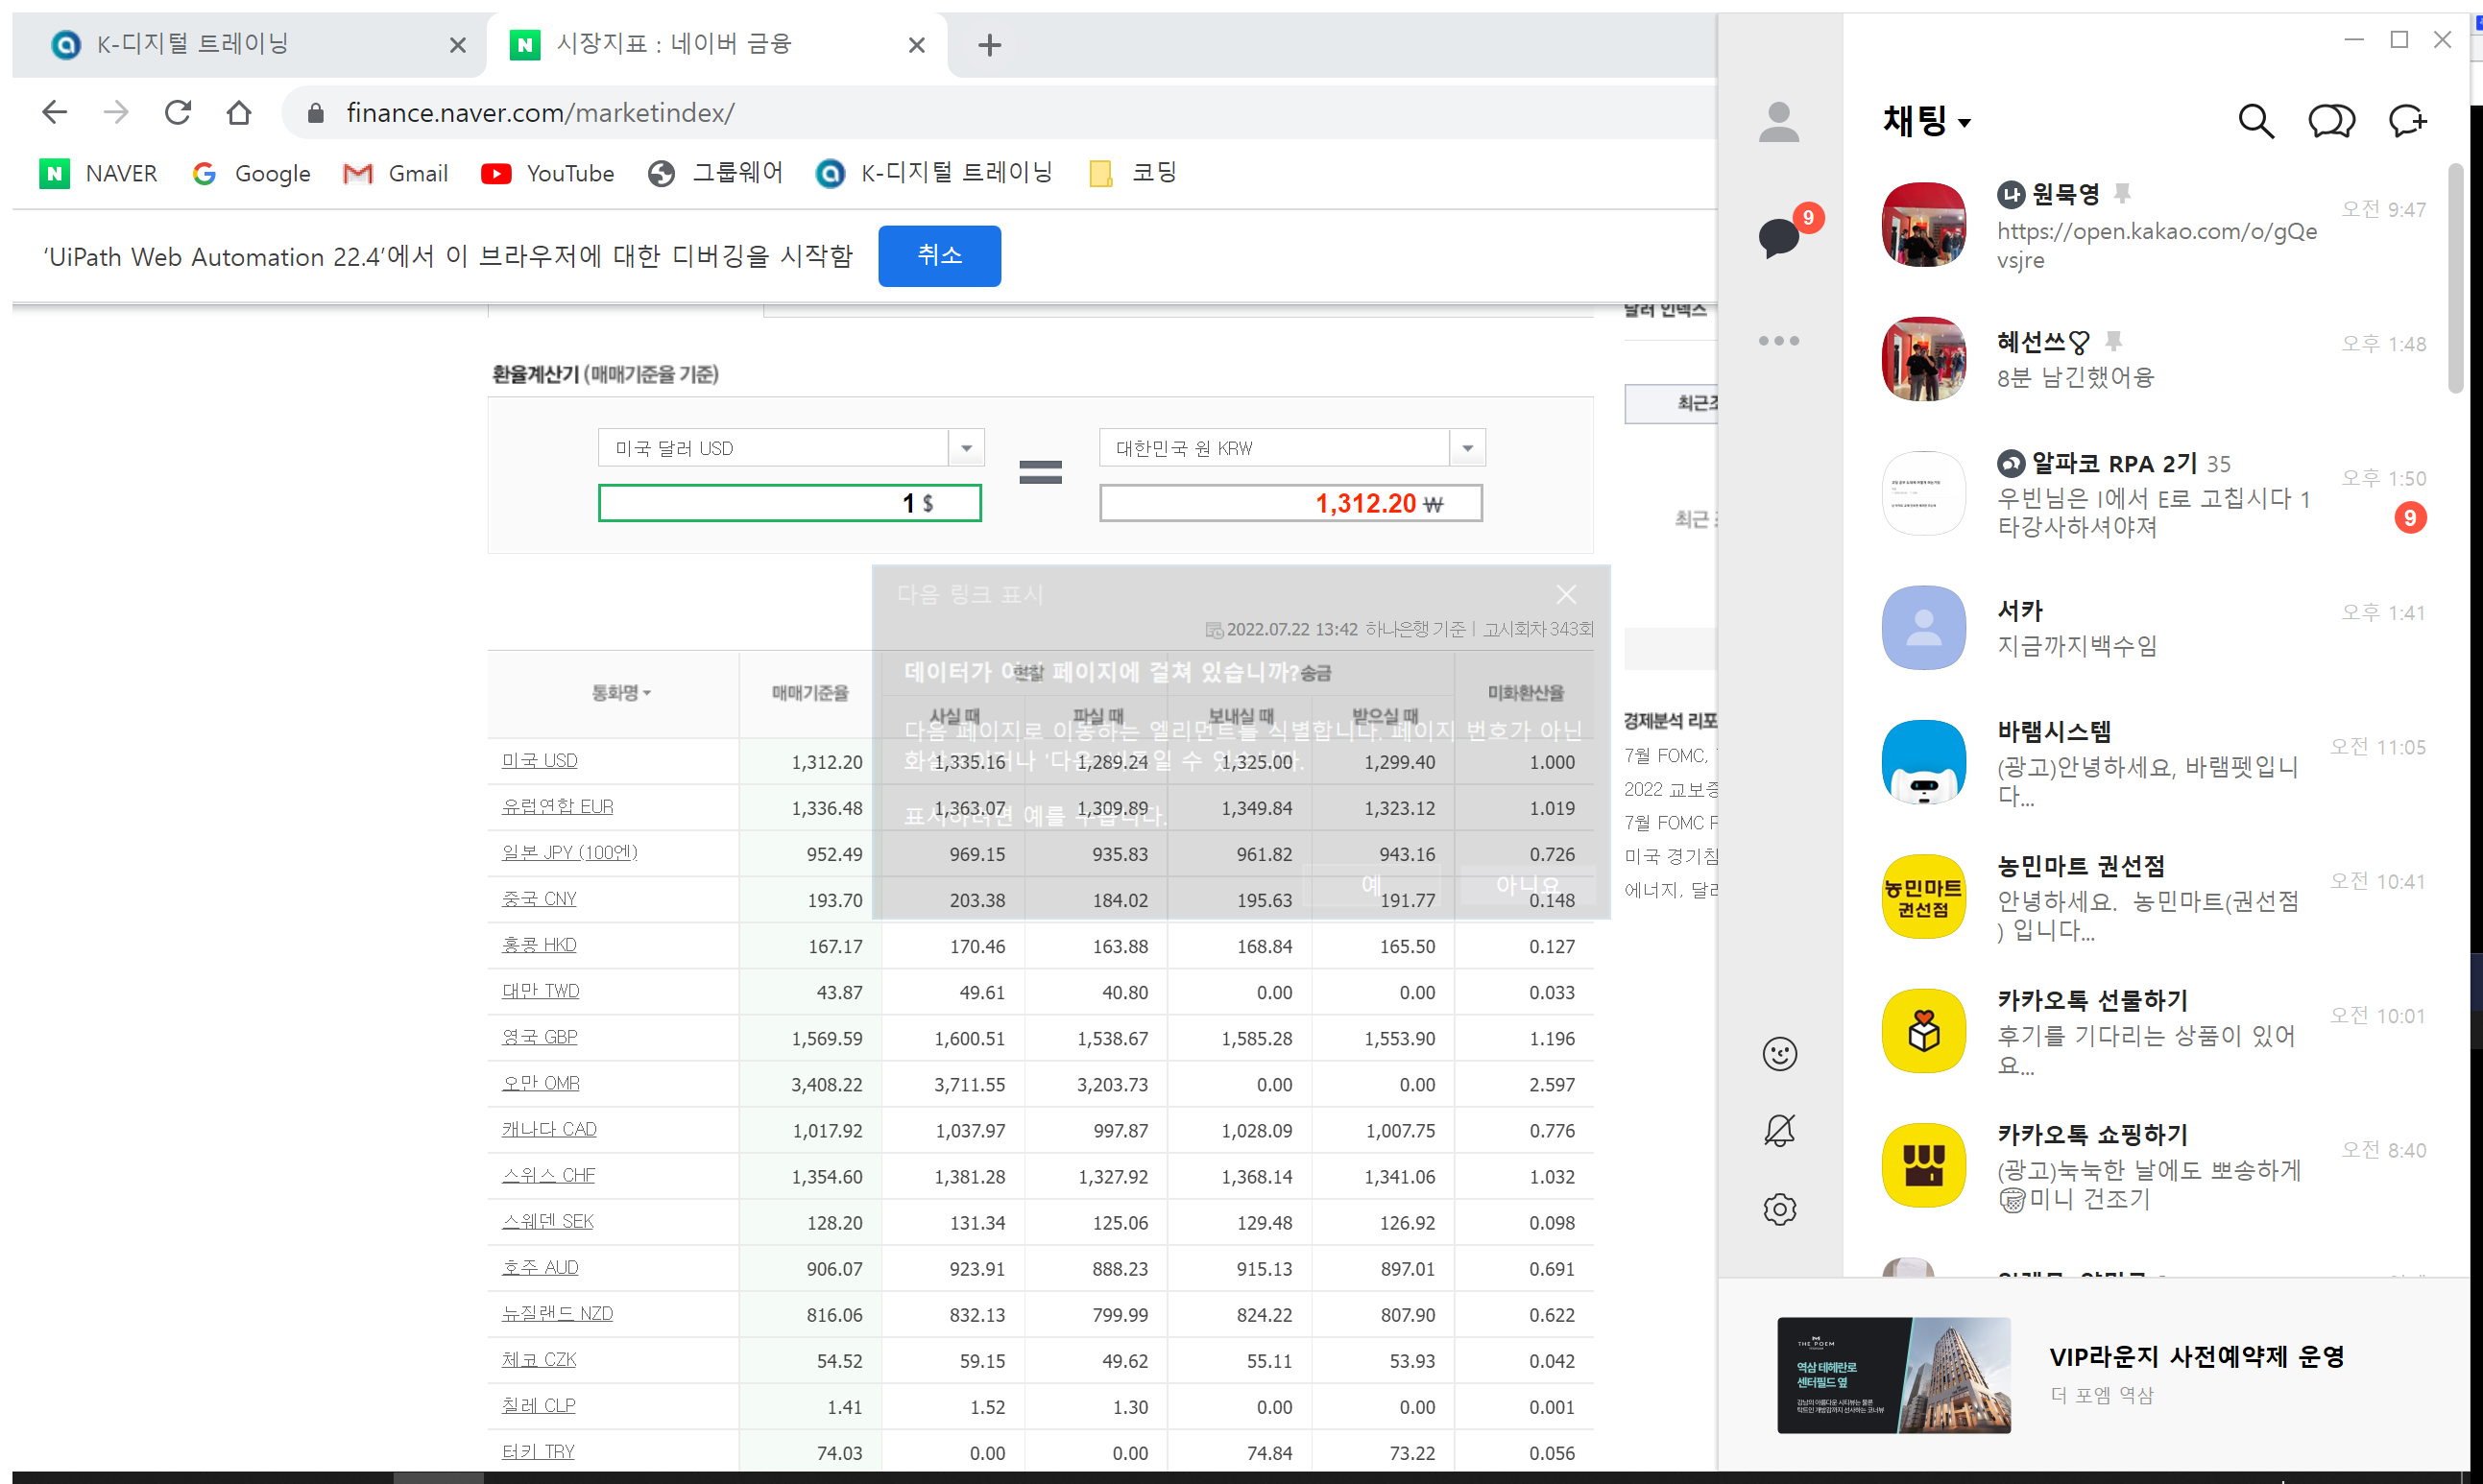 K-디지털 트레이닝
시장지표 : 네이버 금융
finance.naver.com/marketindex/
NAVER Google Gmail YouTube 그룹웨어 K-디지털 트레이닝 코딩
'UiPath Web Automation 22.4'에서 이 브라우저에 대한 디버깅을 시작함 취소
달러 인덱스
환율계산기 (매매기준율 기준)
미국 달러 USD
대한민국 원 KRW
1 $
1,312.20 ₩
최근
다음 링크 표시
2022.07.22 13:42 하나은행 기준 | 고시회차 343회
데이터가 페이지에 걸쳐 있습니까?
통화명 매매기준율 현찰 송금 미화환산율
사실 때 파실 때 보내실 때 받으실 때
다음 페이지로 이동하는 엘리먼트를 식별합니다. 페이지 번호가 아닌
일 수 있습니다.
표시하려면 예를 누릅니다.
예 아니요
미국 USD 1,312.20 1,335.16 1,289.24 1,325.00 1,299.40 1.000
유럽연합 EUR 1,336.48 1,363.07 1,309.89 1,349.84 1,323.12 1.019
일본 JPY (100엔) 952.49 969.15 935.83 961.82 943.16 0.726
중국 CNY 193.70 203.38 184.02 195.63 191.77 0.148
홍콩 HKD 167.17 170.46 163.88 168.84 165.50 0.127
대만 TWD 43.87 49.61 40.80 0.00 0.00 0.033
영국 GBP 1,569.59 1,600.51 1,538.67 1,585.28 1,553.90 1.196
오만 OMR 3,408.22 3,711.55 3,203.73 0.00 0.00 2.597
캐나다 CAD 1,017.92 1,037.97 997.87 1,028.09 1,007.75 0.776
스위스 CHF 1,354.60 1,381.28 1,327.92 1,368.14 1,341.06 1.032
스웨덴 SEK 128.20 131.34 125.06 129.48 126.92 0.098
호주 AUD 906.07 923.91 888.23 915.13 897.01 0.691
뉴질랜드 NZD 816.06 832.13 799.99 824.22 807.90 0.622
체코 CZK 54.52 59.15 49.62 55.11 53.93 0.042
칠레 CLP 1.41 1.52 1.30 0.00 0.00 0.001
터키 TRY 74.03 0.00 0.00 74.84 73.22 0.056
최근
경제분석 리포
7월 FOMC,
2022 교보증
7월 FOMC
미국 경기침
에너지, 달러
채팅
9
나 원묵영 오전 9:47
https://open.kakao.com/o/gQe
vsjre
혜선쓰 오후 1:48
8분 남긴했어융
알파코 RPA 2기 35 오후 1:50
우빈님은 I에서 E로 고칩시다 1
타강사하셔야져 9
서카 오후 1:41
지금까지백수임
바램시스템 오전 11:05
(광고)안녕하세요, 바램펫입니
다...
농민마트 권선점 오전 10:41
농민마트
권선점
안녕하세요. 농민마트(권선점
) 입니다...
카카오톡 선물하기 오전 10:01
후기를 기다리는 상품이 있어
요...
카카오톡 쇼핑하기 오전 8:40
(광고)눅눅한 날에도 뽀송하게
미니 건조기
THE POEM
역삼 테헤란로
센터필드 옆
VIP라운지 사전예약제 운영
더 포엠 역삼